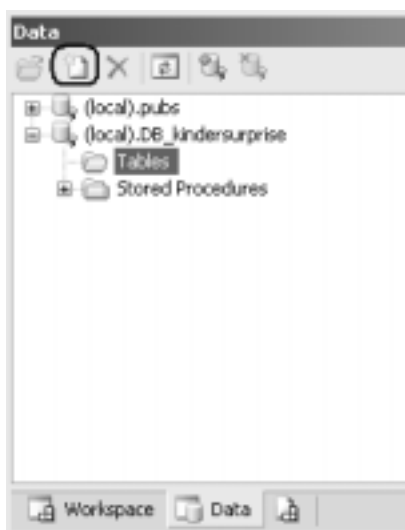 Data
(local).pubs
(local).DB_kindersurprise
Tables
Stored Procedures
Workspace Data